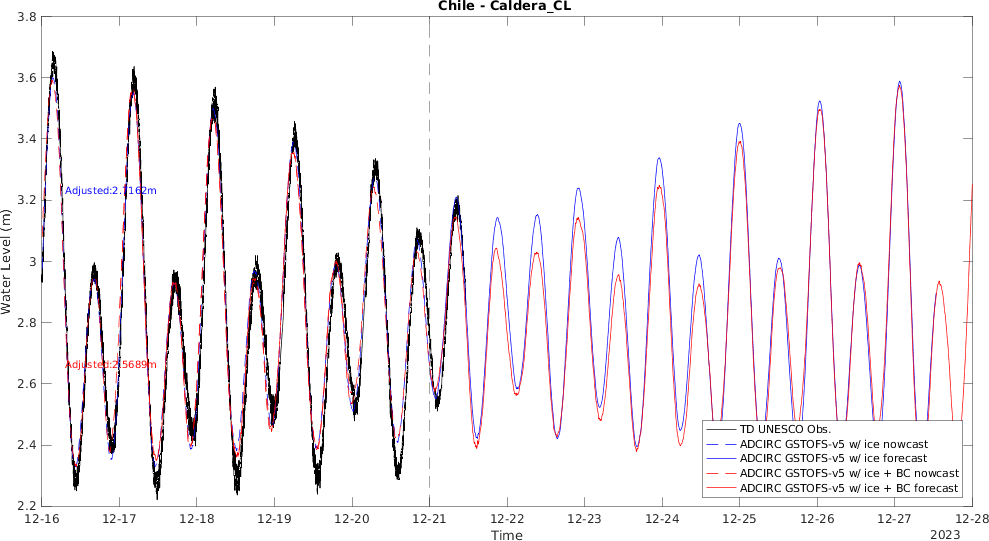 Chile - Caldera_CL
3.8
3.6
3.4
3.2
3
2.8
2.6
2.4
2.2
Water Level (m)
Adjusted:2.7162m
Adjusted:2.5689m
TD UNESCO Obs.
ADCIRC GSTOFS-v5 w/ ice nowcast
ADCIRC GSTOFS-v5 w/ ice forecast
ADCIRC GSTOFS-v5 w/ ice + BC nowcast
ADCIRC GSTOFS-v5 w/ ice + BC forecast
12-16 12-17 12-18 12-19 12-20 12-21 12-22 12-23 12-24 12-25 12-26 12-27 12-28
Time
2023